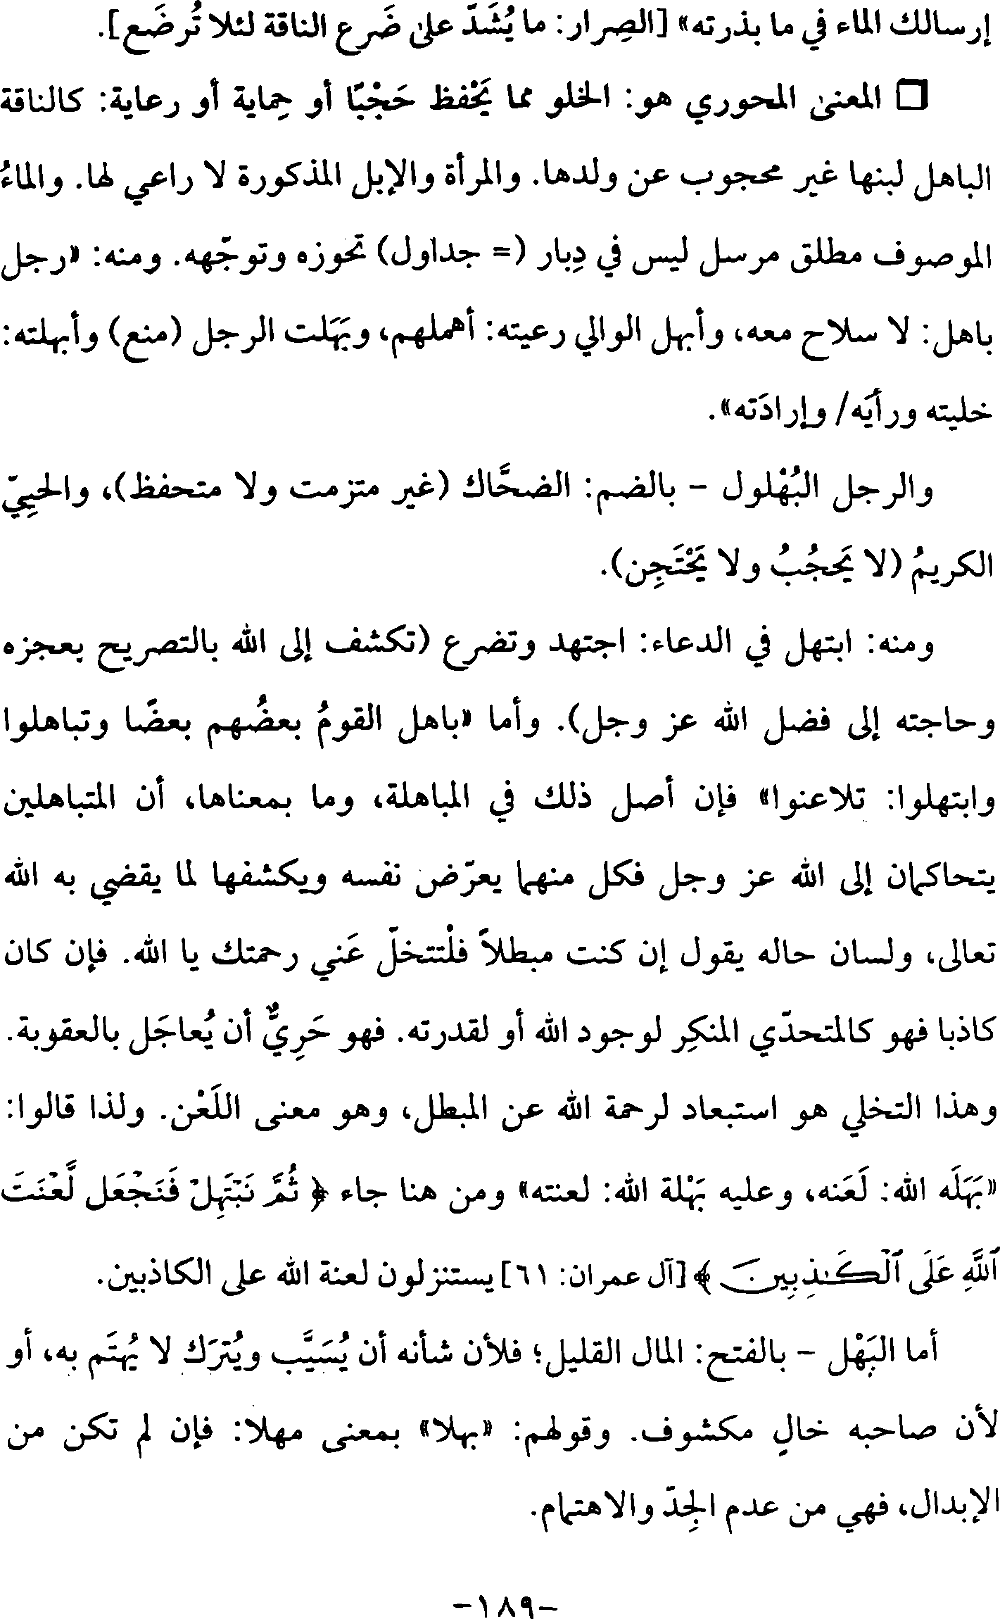 إرسالك الماء في ما بذرته» [الصِرار: ما يُشَدّ على ضَرع الناقة لئلا تُرضَع].
□ المعنى المحوري هو: الخلو مما يَحْفظ حَجْبًا أو حِماية أو رعاية: كالناقة
الباهل لبنها غير محجوب عن ولدها. والمرأة والإبل المذكورة لا راعي لها. والماءُ
الموصوف مطلق مرسل ليس في دِبار (= جداول) تحوزه وتوجّهه. ومنه: «رجل
باهل: لا سلاح معه، وأبهل الوالي رعيته: أهملهم، وبَهَلت الرجل (منع) وأبهلته:
خليته ورأيَه/ وإرادَته».
والرجل البُهْلول - بالضم: الضحَّاك (غير متزمت ولا متحفظ)، والحيِيّ
الكريمُ (لا يَحجُبُ ولا يَحْتَجِن).
ومنه: ابتهل في الدعاء: اجتهد وتضرع (تكشف إلى الله بالتصريح بعجزه
وحاجته إلى فضل الله عز وجل). وأما «باهل القومُ بعضُهم بعضًا وتباهلوا
وابتهلوا: تلاعنوا» فإن أصل ذلك في المباهلة، وما بمعناها، أن المتباهلين
يتحاكمان إلى الله عز وجل فكل منهما يعرّض نفسه ويكشفها لما يقضي به الله
تعالى، ولسان حاله يقول إن كنت مبطلاً فلْتتخلّ عَني رحمتك يا الله. فإن كان
كاذبا فهو كالمتحدّي المنكِر لوجود الله أو لقدرته. فهو حَرِيٌّ أن يُعاجَل بالعقوبة.
وهذا التخلي هو استبعاد لرحمة الله عن المبطل، وهو معنى اللَعْن. ولذا قالوا:
«بَهَلَه الله: لَعَنه، وعليه بَهْلة الله: لعنته» ومن هنا جاء ﴿ ثُمَّ نَبْتَهِلْ فَنَجْعَل لَّعْنَتَ
ٱللَّهِ عَلَى ٱلْكَـٰذِبِينَ ﴾ [آل عمران: ٦١] يستنزلون لعنة الله على الكاذبين.
أما البَهْل - بالفتح: المال القليل؛ فلأن شأنه أن يُسَيَّب ويُترَك لا يُهتَم به، أو
لأن صاحبه خالٍ مكشوف. وقولهم: «بهلا» بمعنى مهلا: فإن لم تكن من
الإبدال، فهي من عدم الجِدّ والاهتمام.
-١٨٩-